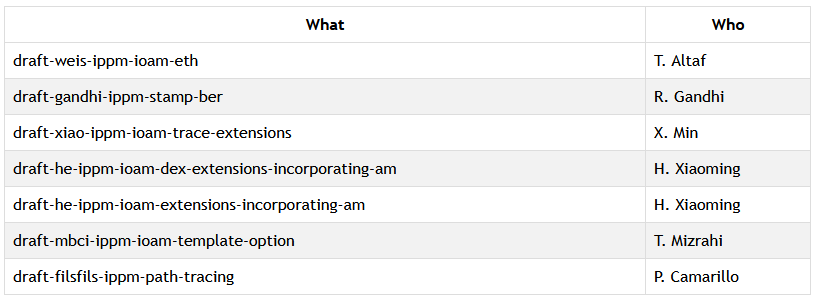 What Who
draft-weis-ippm-ioam-eth T. Altaf
draft-gandhi-ippm-stamp-ber R. Gandhi
draft-xiao-ippm-ioam-trace-extensions X. Min
draft-he-ippm-ioam-dex-extensions-incorporating-am H. Xiaoming
draft-he-ippm-ioam-extensions-incorporating-am H. Xiaoming
draft-mbci-ippm-ioam-template-option T. Mizrahi
draft-filsfils-ippm-path-tracing P. Camarillo